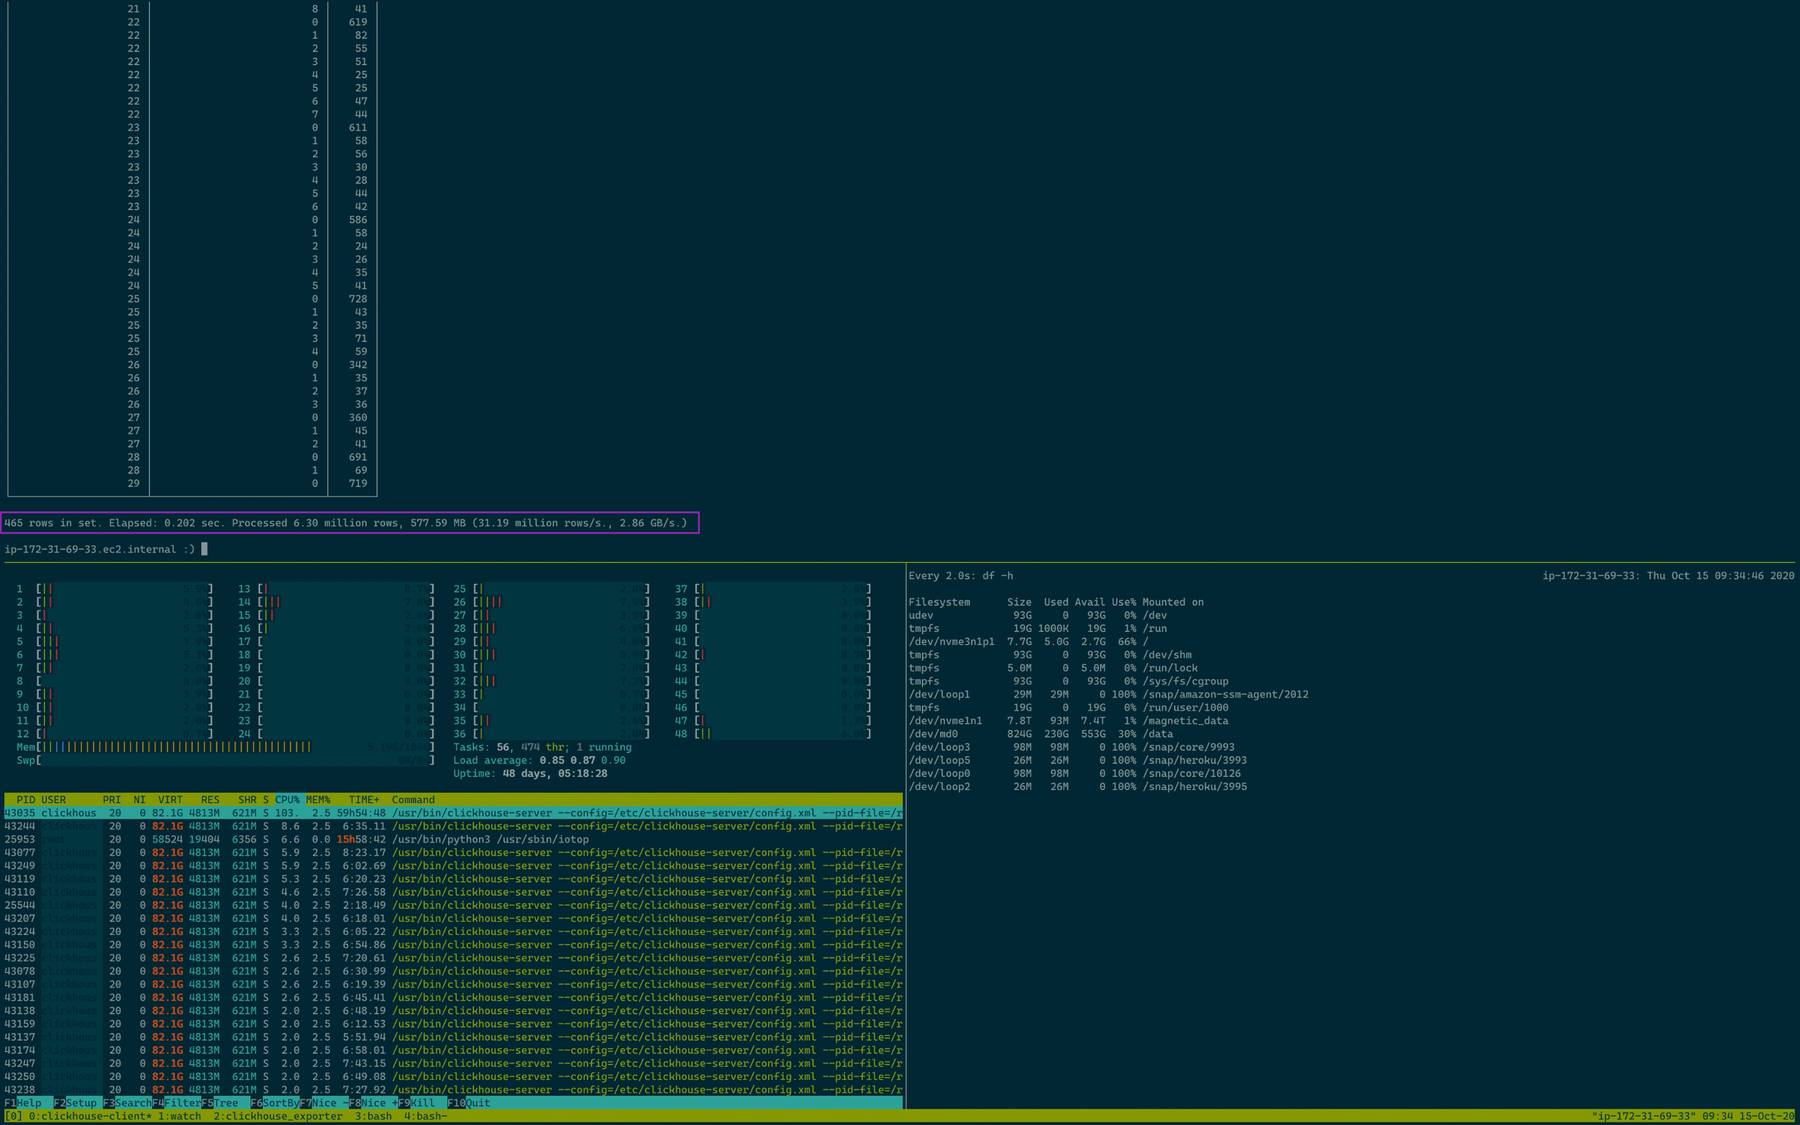 21 8 41
22 0 619
22 1 82
22 2 55
22 3 51
22 4 25
22 5 25
22 6 47
22 7 44
23 0 611
23 1 58
23 2 56
23 3 30
23 4 28
23 5 44
23 6 42
24 0 586
24 1 58
24 2 24
24 3 26
24 4 35
24 5 41
25 0 728
25 1 43
25 2 35
25 3 71
25 4 59
26 0 342
26 1 35
26 2 37
26 3 36
27 0 360
27 1 45
27 2 41
28 0 691
28 1 69
29 0 719
465 rows in set. Elapsed: 0.202 sec. Processed 6.30 million rows, 577.59 MB (31.19 million rows/s., 2.86 GB/s.)
ip-172-31-69-33.ec2.internal :)
1 [ ] 13 [ ] 25 [ ] 37 [ ]
2 [ ] 14 [ ] 26 [ ] 38 [ ]
3 [ ] 15 [ ] 27 [ ] 39 [ ]
4 [ ] 16 [ ] 28 [ ] 40 [ ]
5 [ ] 17 [ ] 29 [ ] 41 [ ]
6 [ ] 18 [ ] 30 [ ] 42 [ ]
7 [ ] 19 [ ] 31 [ ] 43 [ ]
8 [ ] 20 [ ] 32 [ ] 44 [ ]
9 [ ] 21 [ ] 33 [ ] 45 [ ]
10 [ ] 22 [ ] 34 [ ] 46 [ ]
11 [ ] 23 [ ] 35 [ ] 47 [ ]
12 [ ] 24 [ ] 36 [ ] 48 [ ]
Mem[ ] Tasks: 56, 474 thr; 1 running
Swp[ ] Load average: 0.85 0.87 0.90
Uptime: 48 days, 05:18:28
PID USER PRI NI VIRT RES SHR S CPU% MEM% TIME+ Command
43035 clickhous 20 0 82.1G 4813M 621M S 103. 2.5 59h54:48 /usr/bin/clickhouse-server --config=/etc/clickhouse-server/config.xml --pid-file=/r
43244 clickhous 20 0 82.1G 4813M 621M S 8.6 2.5 6:35.11 /usr/bin/clickhouse-server --config=/etc/clickhouse-server/config.xml --pid-file=/r
25953 root 20 0 58524 19404 6356 S 6.6 0.0 15h58:42 /usr/bin/python3 /usr/sbin/iotop
43077 clickhous 20 0 82.1G 4813M 621M S 5.9 2.5 8:23.17 /usr/bin/clickhouse-server --config=/etc/clickhouse-server/config.xml --pid-file=/r
43249 clickhous 20 0 82.1G 4813M 621M S 5.9 2.5 6:02.69 /usr/bin/clickhouse-server --config=/etc/clickhouse-server/config.xml --pid-file=/r
43119 clickhous 20 0 82.1G 4813M 621M S 5.3 2.5 6:20.23 /usr/bin/clickhouse-server --config=/etc/clickhouse-server/config.xml --pid-file=/r
43110 clickhous 20 0 82.1G 4813M 621M S 4.6 2.5 7:26.58 /usr/bin/clickhouse-server --config=/etc/clickhouse-server/config.xml --pid-file=/r
25544 clickhous 20 0 82.1G 4813M 621M S 4.0 2.5 2:18.49 /usr/bin/clickhouse-server --config=/etc/clickhouse-server/config.xml --pid-file=/r
43207 clickhous 20 0 82.1G 4813M 621M S 4.0 2.5 6:18.01 /usr/bin/clickhouse-server --config=/etc/clickhouse-server/config.xml --pid-file=/r
43224 clickhous 20 0 82.1G 4813M 621M S 3.3 2.5 6:05.22 /usr/bin/clickhouse-server --config=/etc/clickhouse-server/config.xml --pid-file=/r
43150 clickhous 20 0 82.1G 4813M 621M S 3.3 2.5 6:54.86 /usr/bin/clickhouse-server --config=/etc/clickhouse-server/config.xml --pid-file=/r
43225 clickhous 20 0 82.1G 4813M 621M S 2.6 2.5 7:20.61 /usr/bin/clickhouse-server --config=/etc/clickhouse-server/config.xml --pid-file=/r
43078 clickhous 20 0 82.1G 4813M 621M S 2.6 2.5 6:30.99 /usr/bin/clickhouse-server --config=/etc/clickhouse-server/config.xml --pid-file=/r
43107 clickhous 20 0 82.1G 4813M 621M S 2.6 2.5 6:19.39 /usr/bin/clickhouse-server --config=/etc/clickhouse-server/config.xml --pid-file=/r
43181 clickhous 20 0 82.1G 4813M 621M S 2.6 2.5 6:45.41 /usr/bin/clickhouse-server --config=/etc/clickhouse-server/config.xml --pid-file=/r
43138 clickhous 20 0 82.1G 4813M 621M S 2.0 2.5 6:48.19 /usr/bin/clickhouse-server --config=/etc/clickhouse-server/config.xml --pid-file=/r
43159 clickhous 20 0 82.1G 4813M 621M S 2.0 2.5 6:12.53 /usr/bin/clickhouse-server --config=/etc/clickhouse-server/config.xml --pid-file=/r
43137 clickhous 20 0 82.1G 4813M 621M S 2.0 2.5 5:51.94 /usr/bin/clickhouse-server --config=/etc/clickhouse-server/config.xml --pid-file=/r
43174 clickhous 20 0 82.1G 4813M 621M S 2.0 2.5 6:58.01 /usr/bin/clickhouse-server --config=/etc/clickhouse-server/config.xml --pid-file=/r
43247 clickhous 20 0 82.1G 4813M 621M S 2.0 2.5 7:43.15 /usr/bin/clickhouse-server --config=/etc/clickhouse-server/config.xml --pid-file=/r
43250 clickhous 20 0 82.1G 4813M 621M S 2.0 2.5 6:49.08 /usr/bin/clickhouse-server --config=/etc/clickhouse-server/config.xml --pid-file=/r
43238 clickhous 20 0 82.1G 4813M 621M S 2.0 2.5 7:27.92 /usr/bin/clickhouse-server --config=/etc/clickhouse-server/config.xml --pid-file=/r
F1Help F2Setup F3SearchF4FilterF5Tree F6SortByF7Nice -F8Nice +F9Kill F10Quit
Every 2.0s: df -h ip-172-31-69-33: Thu Oct 15 09:34:46 2020
Filesystem Size Used Avail Use% Mounted on
udev 93G 0 93G 0% /dev
tmpfs 19G 1000K 19G 1% /run
/dev/nvme3n1p1 7.7G 5.0G 2.7G 66% /
tmpfs 93G 0 93G 0% /dev/shm
tmpfs 5.0M 0 5.0M 0% /run/lock
tmpfs 93G 0 93G 0% /sys/fs/cgroup
/dev/loop1 29M 29M 0 100% /snap/amazon-ssm-agent/2012
tmpfs 19G 0 19G 0% /run/user/1000
/dev/nvme1n1 7.8T 93M 7.4T 1% /magnetic_data
/dev/md0 824G 230G 553G 30% /data
/dev/loop3 98M 98M 0 100% /snap/core/9993
/dev/loop5 26M 26M 0 100% /snap/heroku/3993
/dev/loop0 98M 98M 0 100% /snap/core/10126
/dev/loop2 26M 26M 0 100% /snap/heroku/3995
[0] 0:clickhouse-client* 1:watch 2:clickhouse_exporter 3:bash 4:bash- "ip-172-31-69-33" 09:34 15-Oct-20